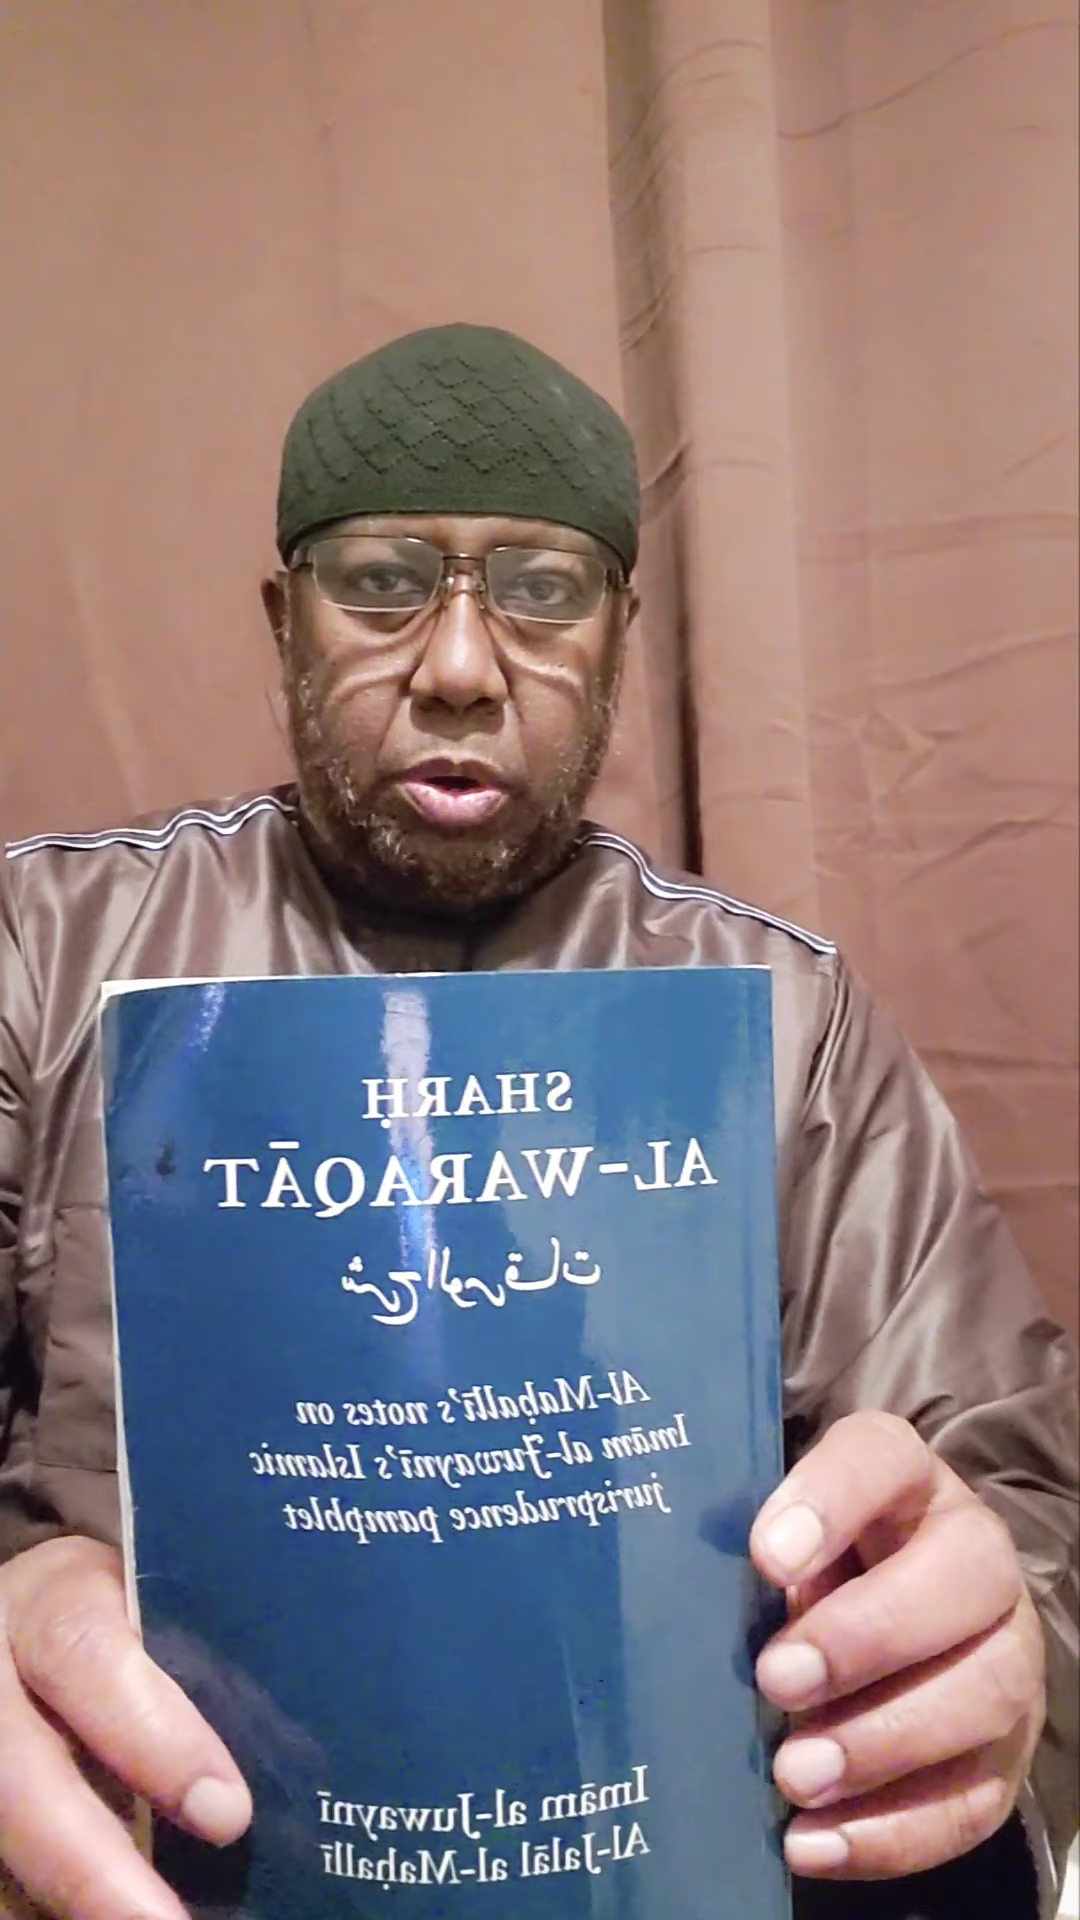 SHARḤ
AL-WARAQĀT
شرح الورقات
Al-Maḥallī's notes on
Imām al-Juwaynī's Islamic
jurisprudence pamphlet
Imām al-Juwaynī
Al-Jalāl al-Maḥallī